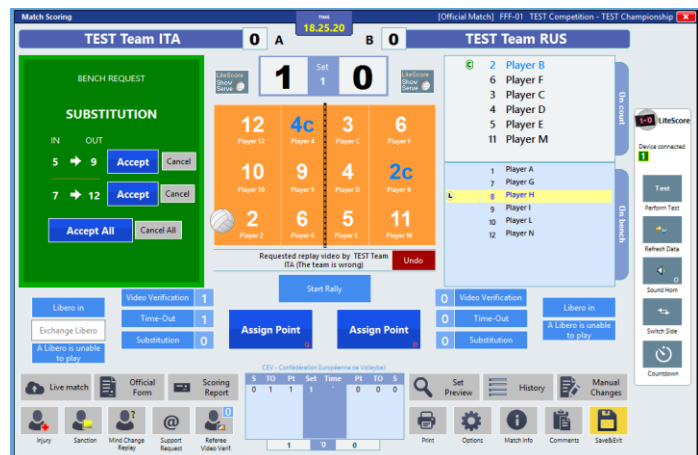 Match Scoring
TIME
18.25.20
[Official Match] FFF-01 TEST Competition - TEST Championship
TEST Team ITA
0 A
B 0
TEST Team RUS
BENCH REQUEST
SUBSTITUTION
IN OUT
5 9 Accept Cancel
7 12 Accept Cancel
Accept All Cancel All
LiteScore
Show
Serve
1
Set
1
0
LiteScore
Show
Serve
12 4c 3 6
Player 12 Player 4 Player C Player F
10 9 4 2c
Player 10 Player 9 Player D Player B
2 6 5 11
Player 2 Player 6 Player E Player M
Requested replay video by TEST Team
ITA (The team is wrong)
Undo
C 2 Player B
6 Player F
3 Player C
4 Player D
5 Player E
11 Player M
On court
1 Player A
7 Player G
L 8 Player H
9 Player I
10 Player L
12 Player N
On bench
1-0 LiteScore
Device connected
1
Test
Perform Test
Refresh Data
Sound Horn
Switch Side
Countdown
Start Rally
Libero in
Exchange Libero
A Libero is unable
to play
Video Verification 1
Time-Out 1
Substitution 0
Assign Point
Assign Point
0 Video Verification
0 Time-Out
0 Substitution
Libero in
A Libero is unable
to play
CEV - Confédération Européenne de Volleyball
S TO Pt Set Time Pt TO S
0 1 1 1 ' 0 0 0
1 '0 0
Live match
Official
Form
Scoring
Report
Set
Preview
History
Manual
Changes
Injury
Sanction
Mind Change
Replay
@
Support
Request
0
Referee
Video Verif.
Print
Options
Match Info
Comments
Save&Exit